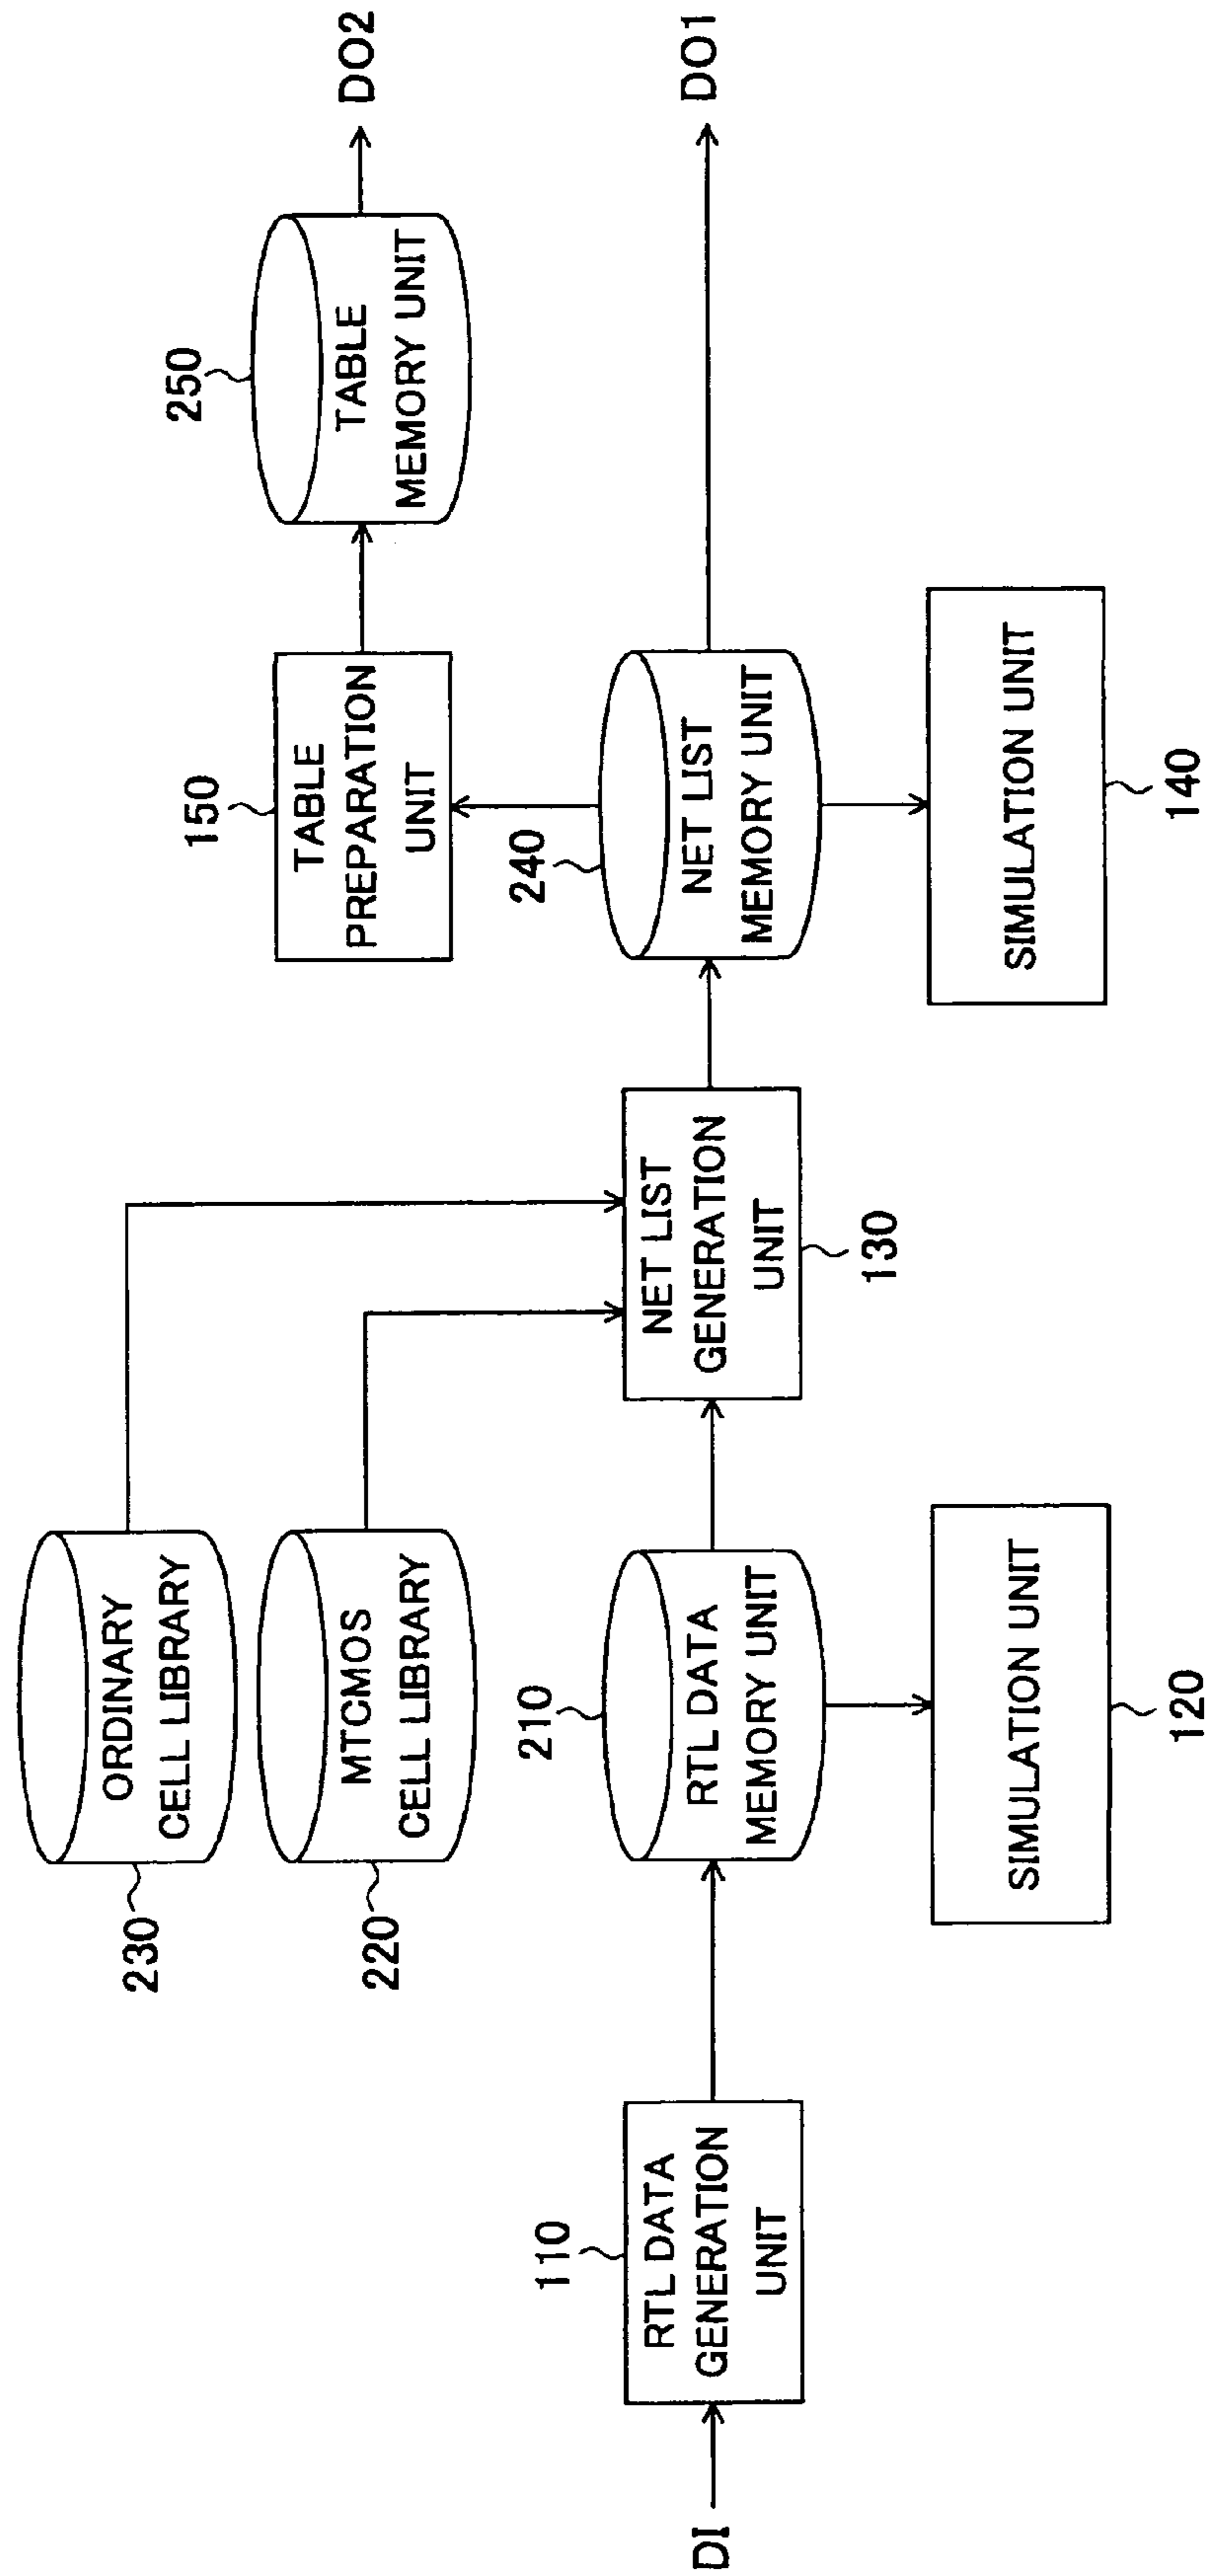 230
ORDINARY
CELL LIBRARY
220
MTCMOS
CELL LIBRARY
150
TABLE
PREPARATION
UNIT
250
TABLE
MEMORY UNIT
DO2
DI
110
RTL DATA
GENERATION
UNIT
210
RTL DATA
MEMORY UNIT
NET LIST
GENERATION
UNIT
130
240
NET LIST
MEMORY UNIT
DO1
SIMULATION UNIT
120
SIMULATION UNIT
140